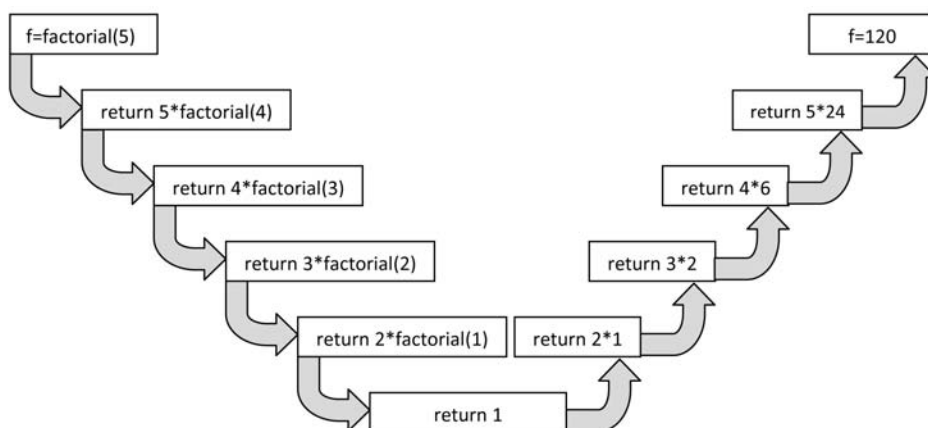 f=factorial(5)
f=120
return 5*factorial(4)
return 5*24
return 4*factorial(3)
return 4*6
return 3*factorial(2)
return 3*2
return 2*factorial(1)
return 2*1
return 1